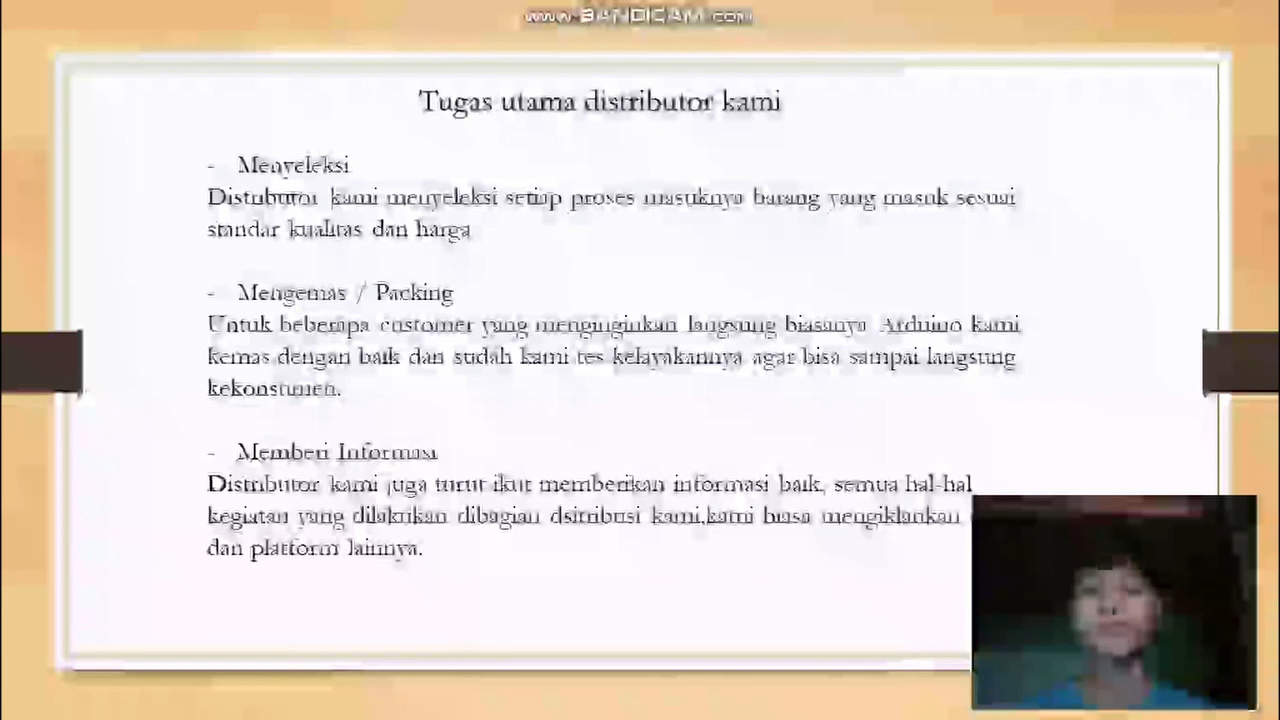 www.BANDICAM.com
Tugas utama distributor kami
- Menyeleksi
Distributor kami menyeleksi setiap proses masuknya barang yang masuk sesuai
standar kualitas dan harga
- Mengemas / Packing
Untuk beberapa customer yang menginginkan langsung biasanya Arduino kami
kemas dengan baik dan sudah kami tes kelayakannya agar bisa sampai langsung
kekonsumen.
- Memberi Informasi
Distributor kami juga turut ikut memberikan informasi baik, semua hal-hal
kegiatan yang dilakukan dibagian dsitribusi kami,kami biasa mengiklankan
dan platform lainnya.